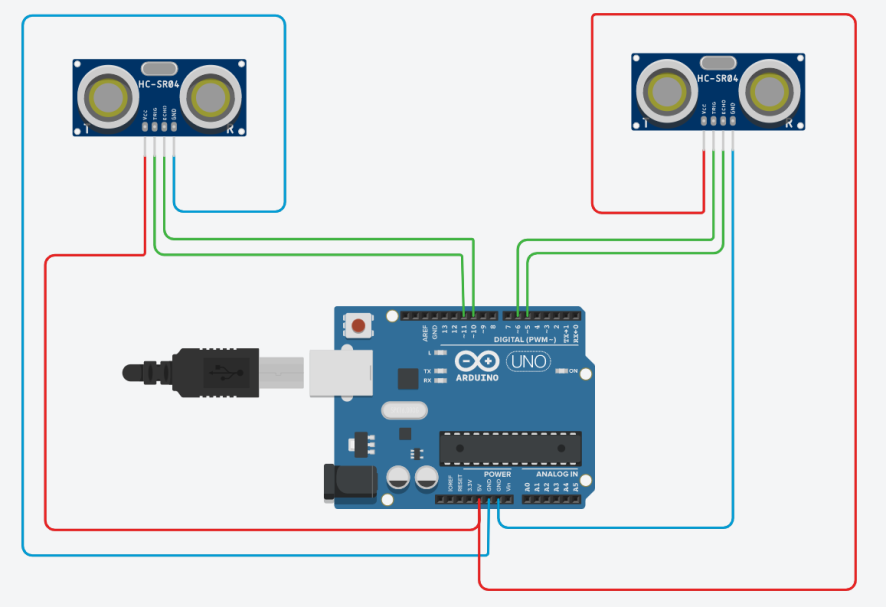 HC-SR04
VCC
TRIG
ECHO
GND
T
R
HC-SR04
VCC
TRIG
ECHO
GND
T
R
AREF
GND
13
12
~11
~10
~9
8
7
~6
~5
4
~3
2
TX→1
RX←0
DIGITAL (PWM~)
L
TX
RX
ARDUINO
UNO
ON
POWER
ANALOG IN
IOREF
RESET
3.3V
5V
GND
GND
Vin
A0
A1
A2
A3
A4
A5